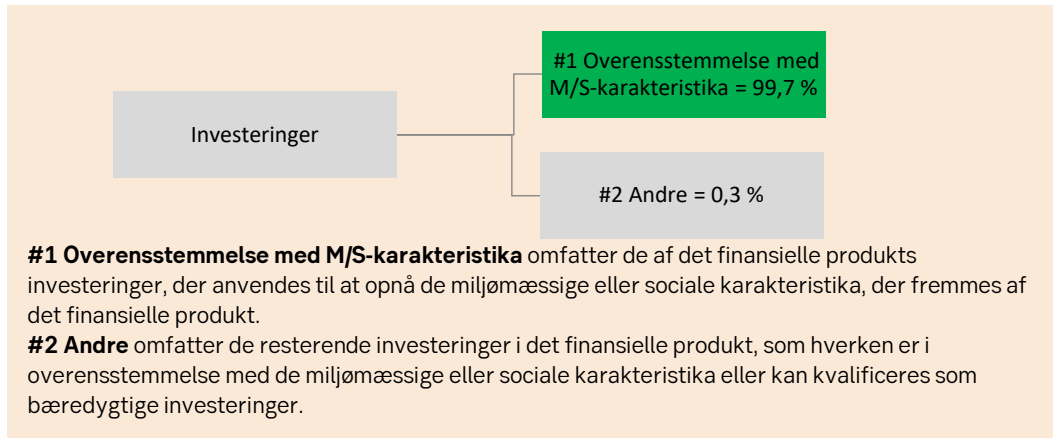 #1 Overensstemmelse med
M/S-karakteristika = 99,7 %
Investeringer
#2 Andre = 0,3 %
#1 Overensstemmelse med M/S-karakteristika omfatter de af det finansielle produkts
investeringer, der anvendes til at opnå de miljømæssige eller sociale karakteristika, der fremmes af
det finansielle produkt.
#2 Andre omfatter de resterende investeringer i det finansielle produkt, som hverken er i
overensstemmelse med de miljømæssige eller sociale karakteristika eller kan kvalificeres som
bæredygtige investeringer.